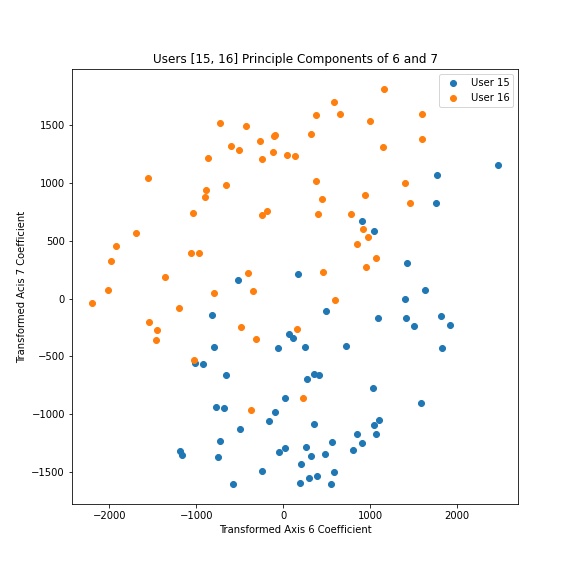 Users [15, 16] Principle Components of 6 and 7
User 15
User 16
Transformed Acis 7 Coefficient
1500
1000
500
0
−500
−1000
−1500
−2000 −1000 0 1000 2000
Transformed Axis 6 Coefficient